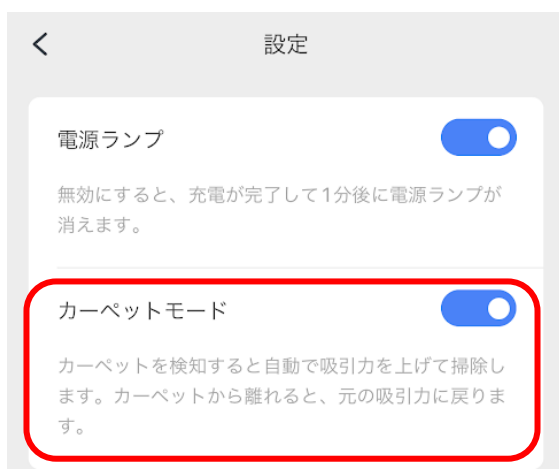 設定
電源ランプ
無効にすると、充電が完了して1分後に電源ランプが
消えます。
カーペットモード
カーペットを検知すると自動で吸引力を上げて掃除し
ます。カーペットから離れると、元の吸引力に戻りま
す。